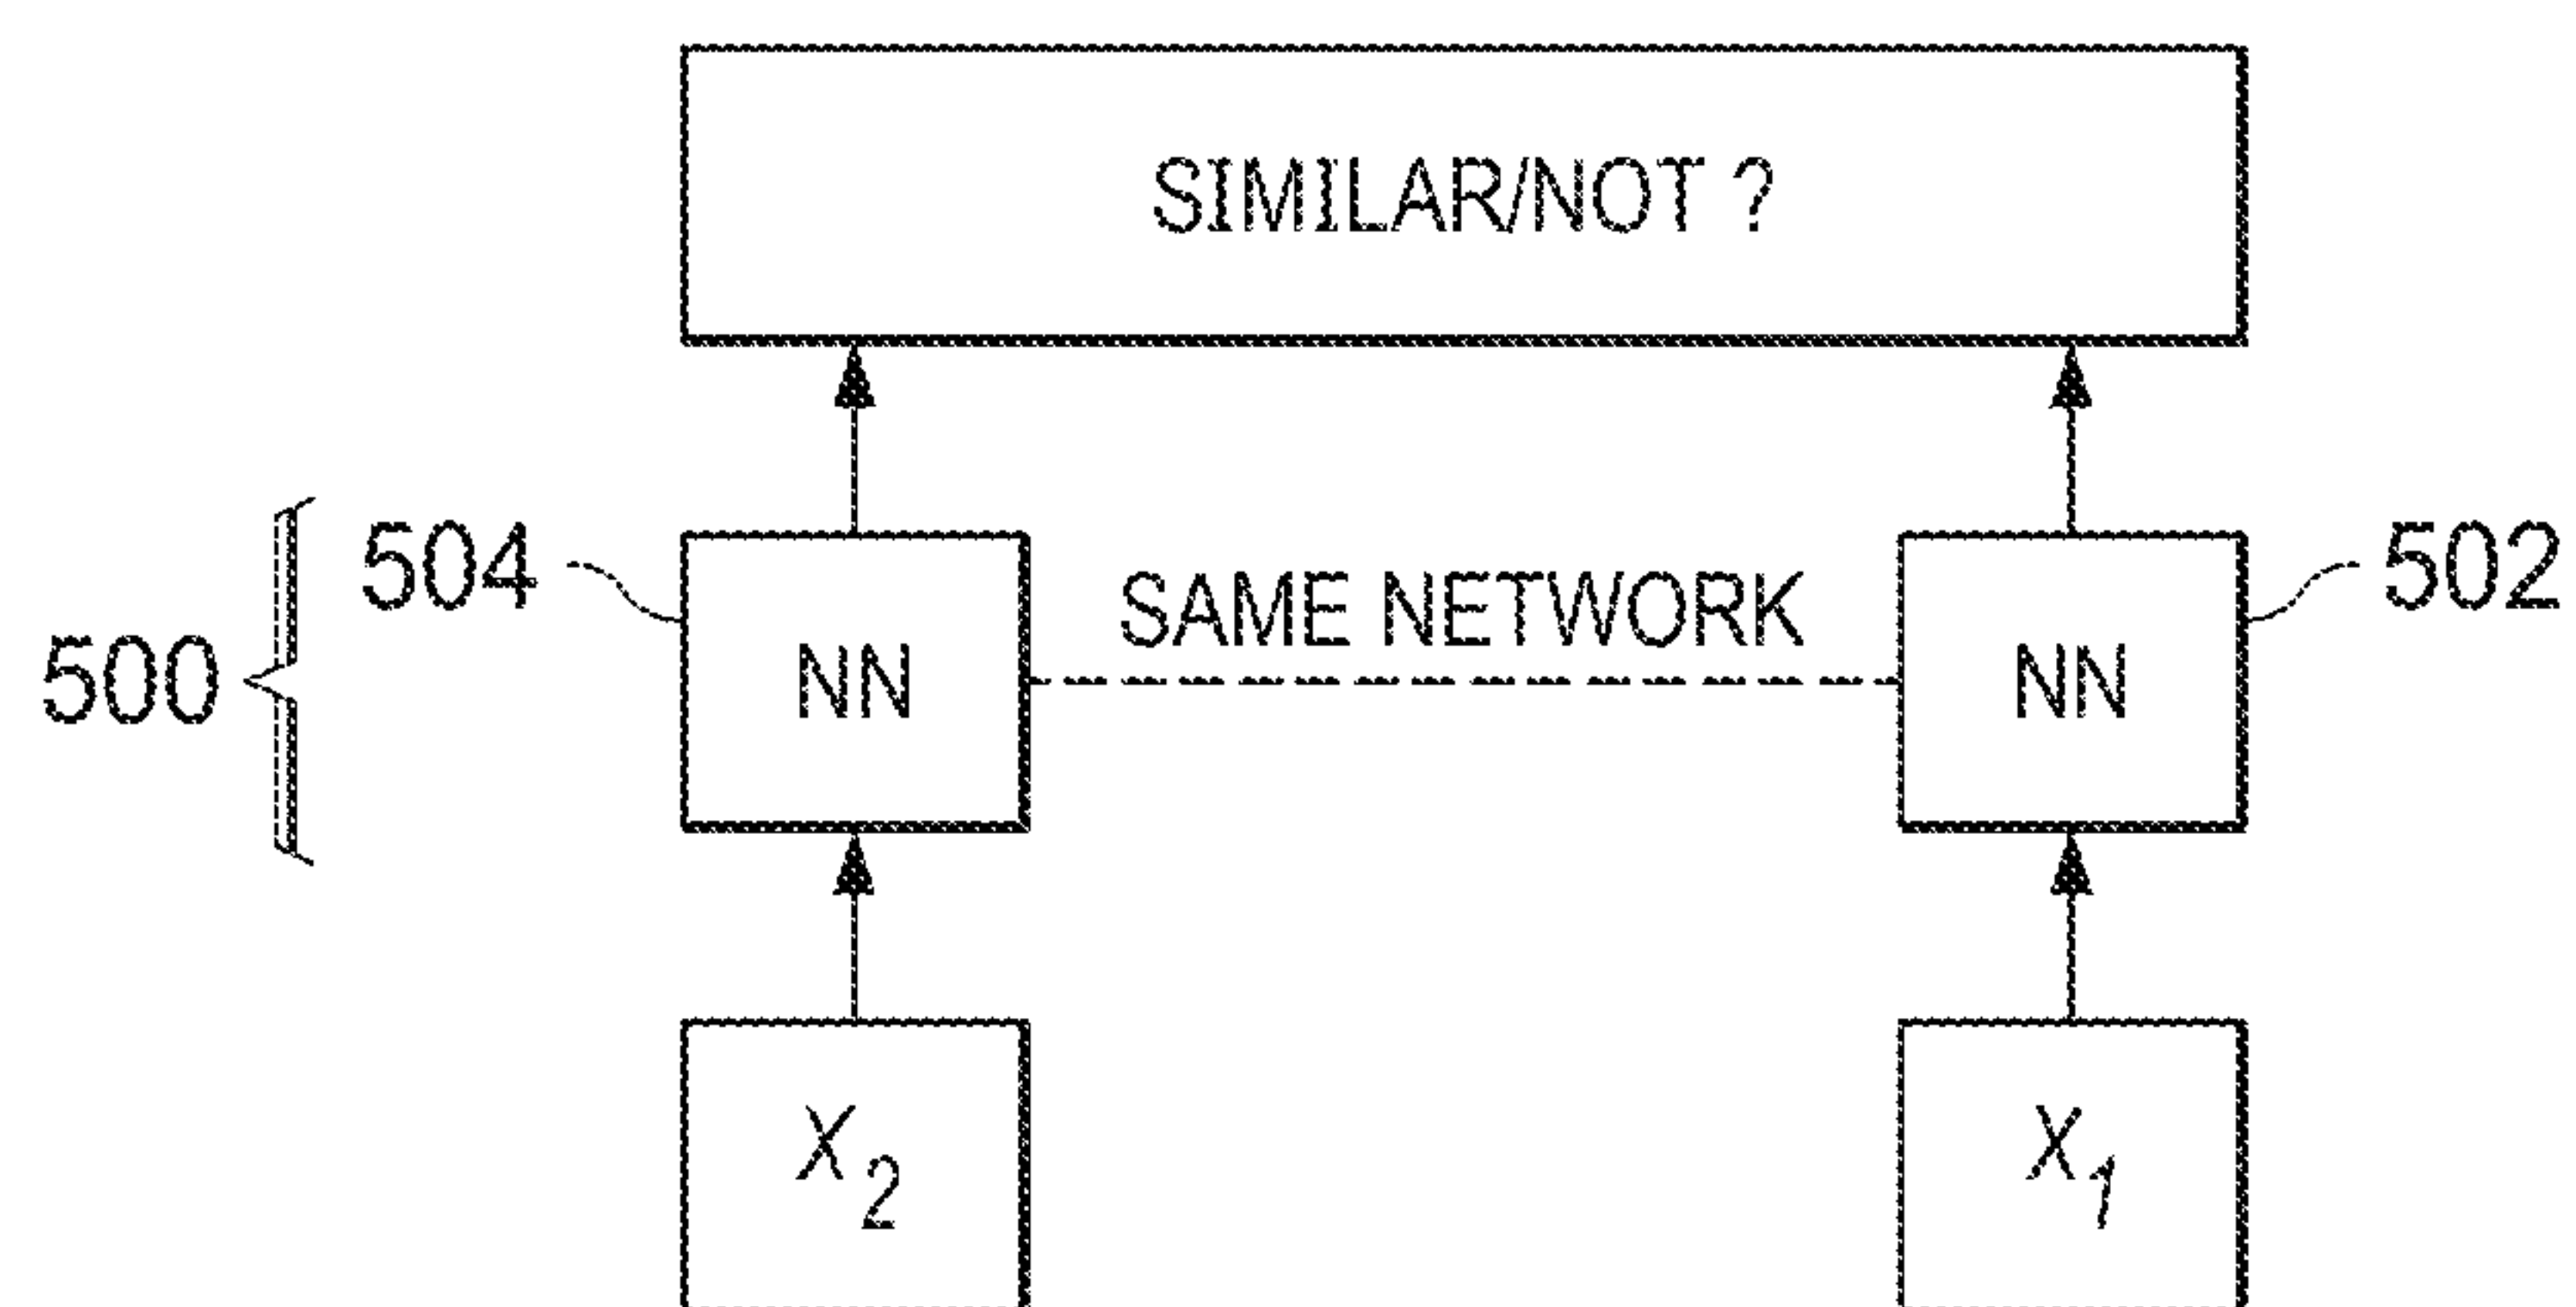 SIMILAR/NOT ?
504
SAME NETWORK
502
500
NN
NN
X2
X1